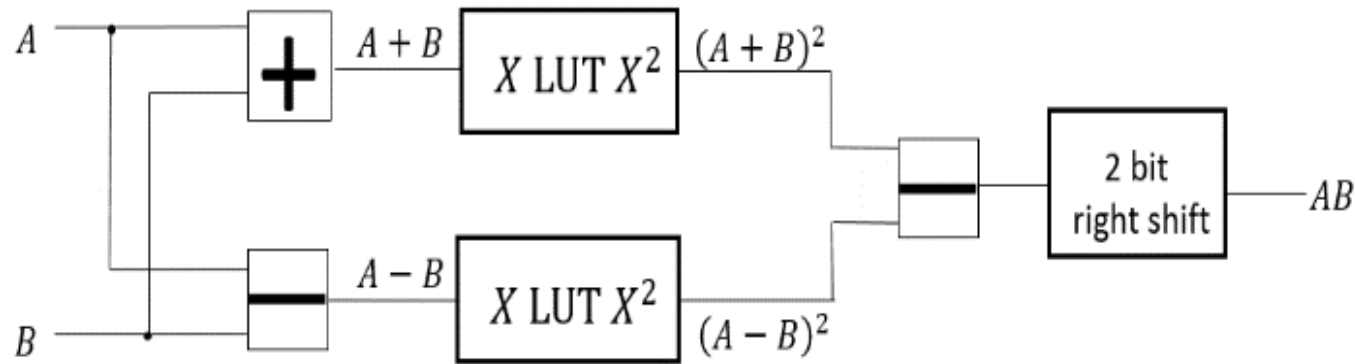 A
A + B
X LUT X²
(A + B)²
2 bit
right shift
AB
B
A − B
X LUT X²
(A − B)²